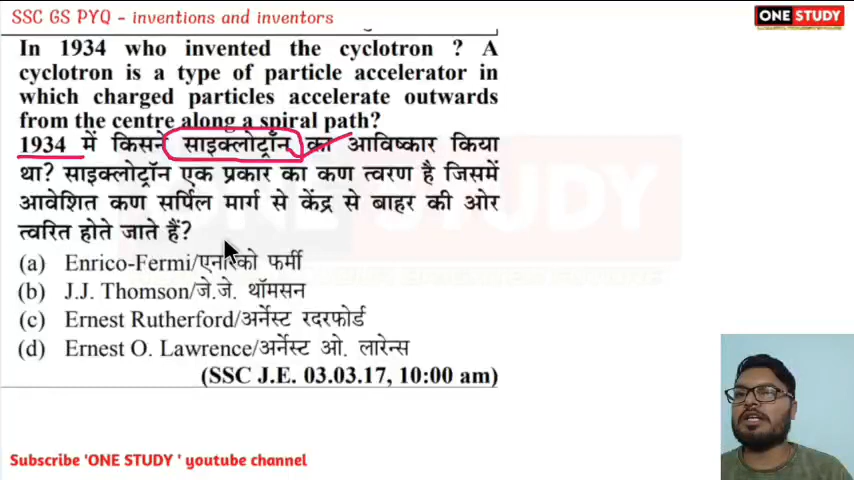 SSC GS PYQ - inventions and inventors
ONE STUDY
In 1934 who invented the cyclotron ? A
cyclotron is a type of particle accelerator in
which charged particles accelerate outwards
from the centre along a spiral path?
1934 में किसने साइक्लोट्रॉन का आविष्कार किया
था? साइक्लोट्रॉन एक प्रकार का कण त्वरण है जिसमें
आवेशित कण सर्पिल मार्ग से केंद्र से बाहर की ओर
त्वरित होते जाते हैं?
(a) Enrico-Fermi/एनरिको फर्मी
(b) J.J. Thomson/जे.जे. थॉमसन
(c) Ernest Rutherford/अर्नेस्ट रदरफोर्ड
(d) Ernest O. Lawrence/अर्नेस्ट ओ. लारेन्स
(SSC J.E. 03.03.17, 10:00 am)
ONE STUDY
Subscribe 'ONE STUDY ' youtube channel